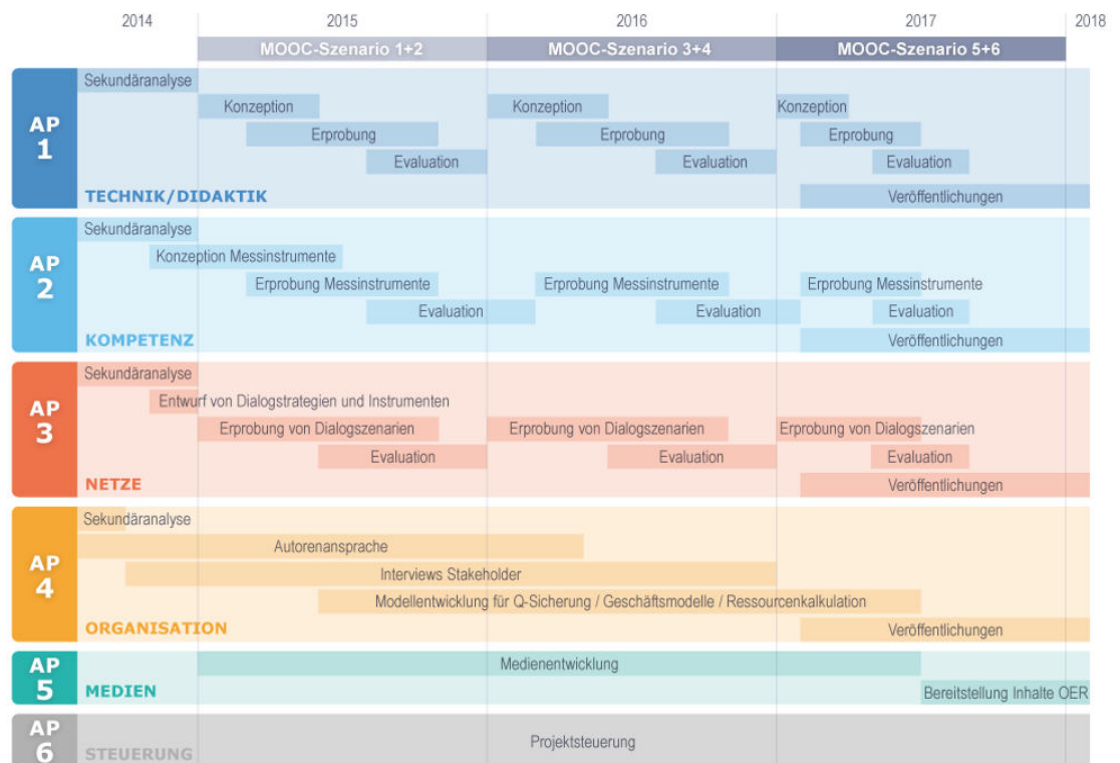 2014 2015 2016 2017 2018
MOOC-Szenario 1+2 MOOC-Szenario 3+4 MOOC-Szenario 5+6
AP
1
TECHNIK/DIDAKTIK
Sekundäranalyse
Konzeption Konzeption Konzeption
Erprobung Erprobung Erprobung
Evaluation Evaluation Evaluation
Veröffentlichungen
AP
2
KOMPETENZ
Sekundäranalyse
Konzeption Messinstrumente
Erprobung Messinstrumente Erprobung Messinstrumente Erprobung Messinstrumente
Evaluation Evaluation Evaluation
Veröffentlichungen
AP
3
NETZE
Sekundäranalyse
Entwurf von Dialogstrategien und Instrumenten
Erprobung von Dialogszenarien Erprobung von Dialogszenarien Erprobung von Dialogszenarien
Evaluation Evaluation Evaluation
Veröffentlichungen
AP
4
ORGANISATION
Sekundäranalyse
Autorenansprache
Interviews Stakeholder
Modellentwicklung für Q-Sicherung / Geschäftsmodelle / Ressourcenkalkulation
Veröffentlichungen
AP
5
MEDIEN
Medienentwicklung
Bereitstellung Inhalte OER
AP
6
STEUERUNG
Projektsteuerung